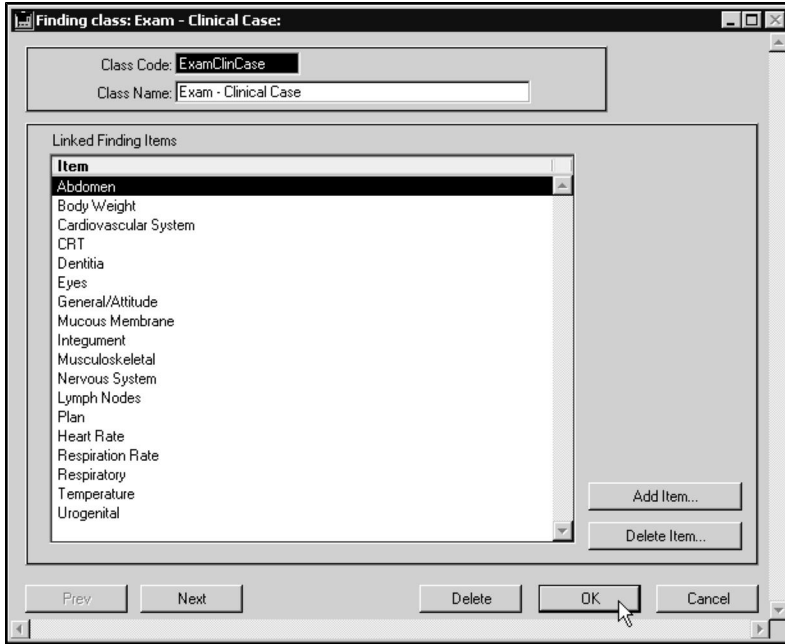 Finding class: Exam - Clinical Case:
Class Code: ExamClinCase
Class Name: Exam - Clinical Case
Linked Finding Items
Item
Abdomen
Body Weight
Cardiovascular System
CRT
Dentitia
Eyes
General/Attitude
Mucous Membrane
Integument
Musculoskeletal
Nervous System
Lymph Nodes
Plan
Heart Rate
Respiration Rate
Respiratory
Temperature
Urogenital
Add Item...
Delete Item...
Prev Next Delete OK Cancel